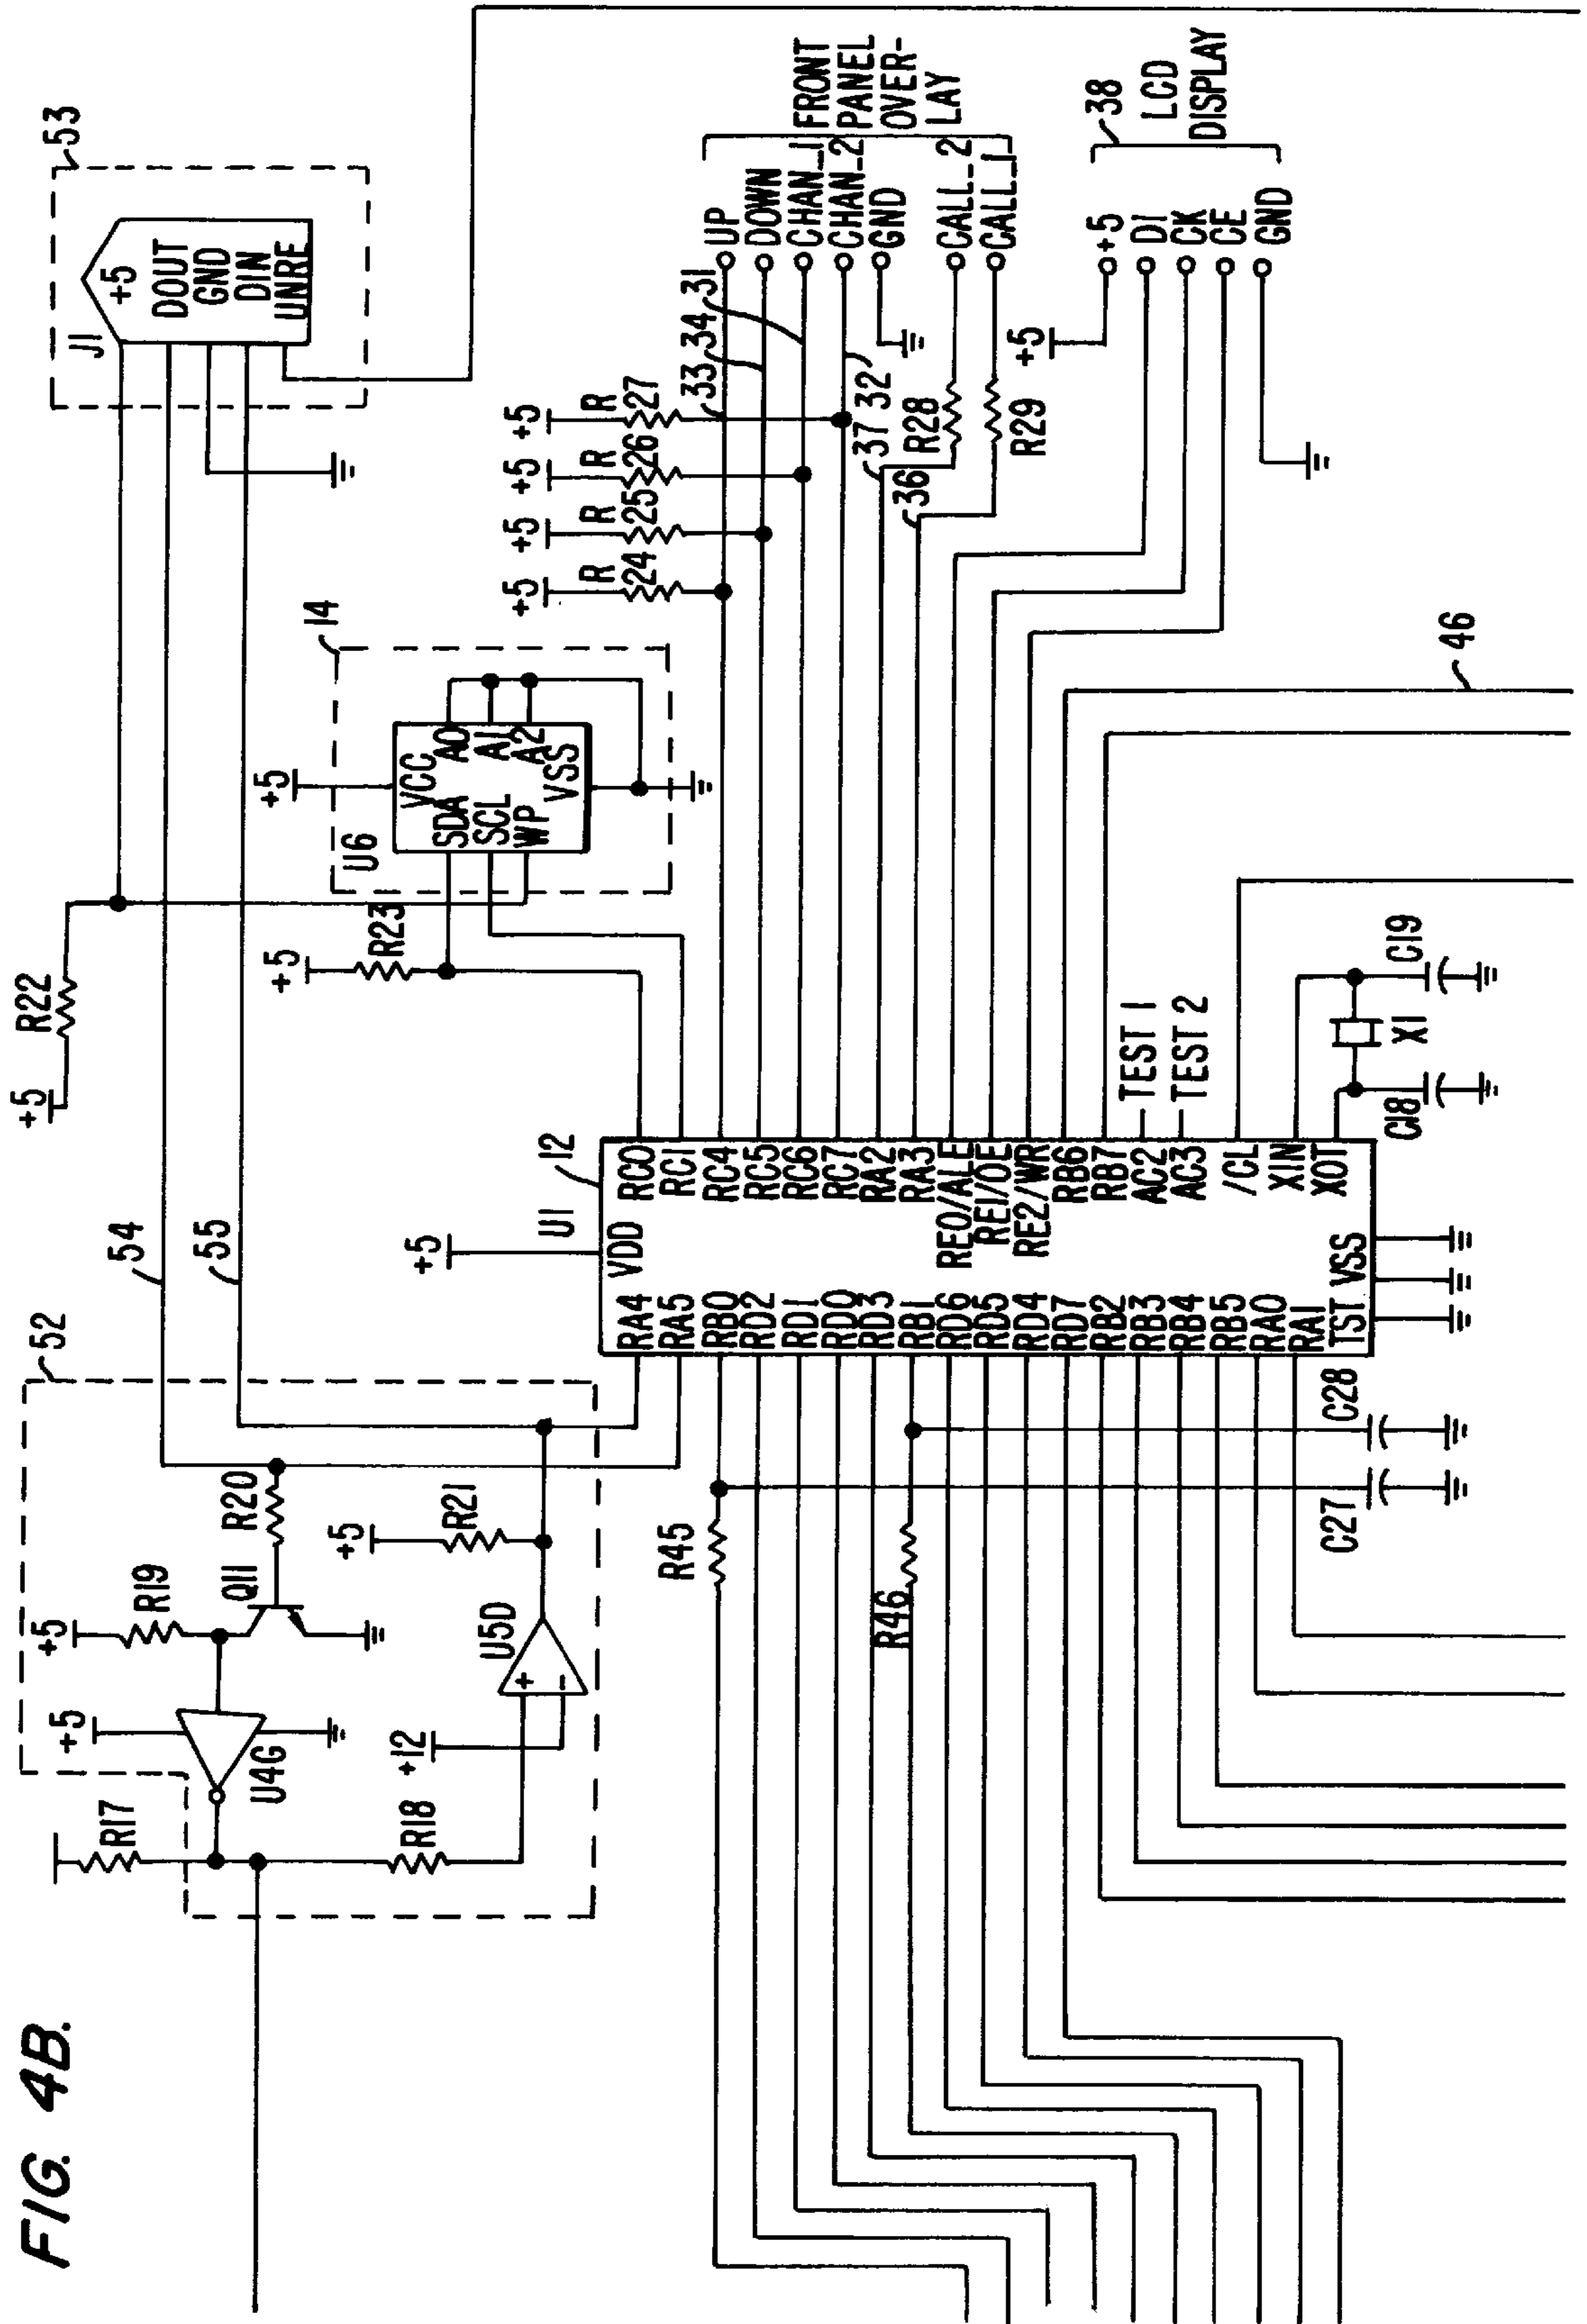 FIG. 4B.
R17
+5
U4G
+5
R19
Q11
R20
R18
+12
U5D
+5
R21
52
54
55
+5
R22
53
J1
+5
DOUT
GND
DIN
UNRE
14
U6
+5
VCC
SDA
SCL
WP
A0
A1
A2
VSS
+5
R23
12
U1
+5
VDD
RA4
RA5
RB0
RD2
RD1
RD0
RD3
RB1
RD6
RD5
RD4
RD7
RB2
RB3
RB4
RB5
RA0
RA1
TST
VSS
RC0
RC1
RC4
RC5
RC6
RC7
RA2
RA3
RE0/ALE
RE1/OE
RE2/WR
RB6
RB7
AC2
AC3
/CL
XIN
XOT
TEST 1
TEST 2
R45
R46
C27
C28
C18
X1
C19
+5
R
24
+5
R
25
+5
R
26
+5
R
27
33
34
31
37
32
36
R28
R29
UP
DOWN
CHAN_1
CHAN_2
GND
CALL_2
CALL_1
FRONT
PANEL
OVER-
LAY
+5
+5
DI
CK
CE
GND
38
LCD
DISPLAY
46